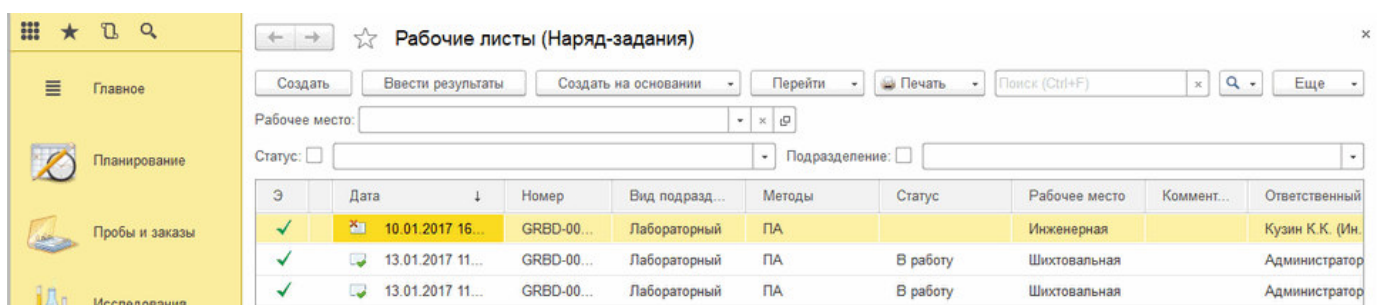 Рабочие листы (Наряд-задания)
Главное
Планирование
Пробы и заказы
Исследования
Создать Ввести результаты Создать на основании Перейти Печать Поиск (Ctrl+F) Еще
Рабочее место:
Статус: Подразделение:
Э Дата Номер Вид подразд... Методы Статус Рабочее место Коммент... Ответственный
10.01.2017 16... GRBD-00... Лабораторный ПА Инженерная Кузин К.К. (Ин.
13.01.2017 11... GRBD-00... Лабораторный ПА В работу Шихтовальная Администратор
13.01.2017 11... GRBD-00... Лабораторный ПА В работу Шихтовальная Администратор